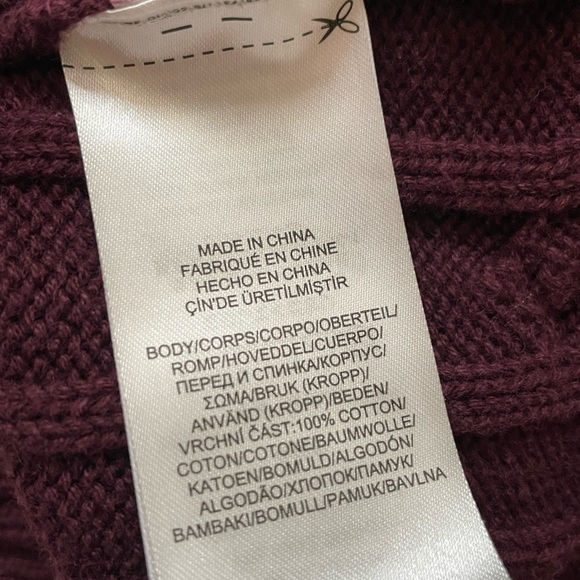 MADE IN CHINA
FABRIQUÉ EN CHINE
HECHO EN CHINA
ÇİN'DE ÜRETİLMİŞTİR
BODY/CORPS/CORPO/OBERTEIL/
ROMP/HOVEDDEL/CUERPO/
ПЕРЕД И СПИНКА/КОРПУС/
ΣΩΜΑ/BRUK (KROPP)/
ANVÄND (KROPP)/BEDEN/
VRCHNÍ ČÁST:100% COTTON/
COTON/COTONE/BAUMWOLLE/
KATOEN/BOMULD/ALGODÓN/
ALGODÃO/ХЛОПОК/ПАМУК/
BAMBAKI/BOMULL/PAMUK/BAVLNA